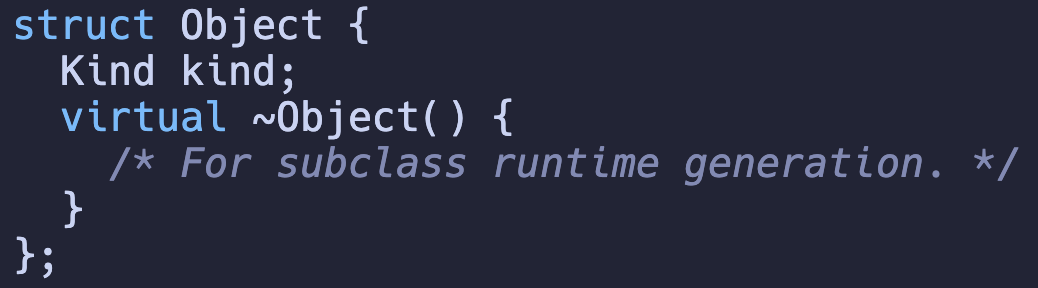 struct Object {
  Kind kind;
  virtual ~Object() {
    /* For subclass runtime generation. */
  }
};